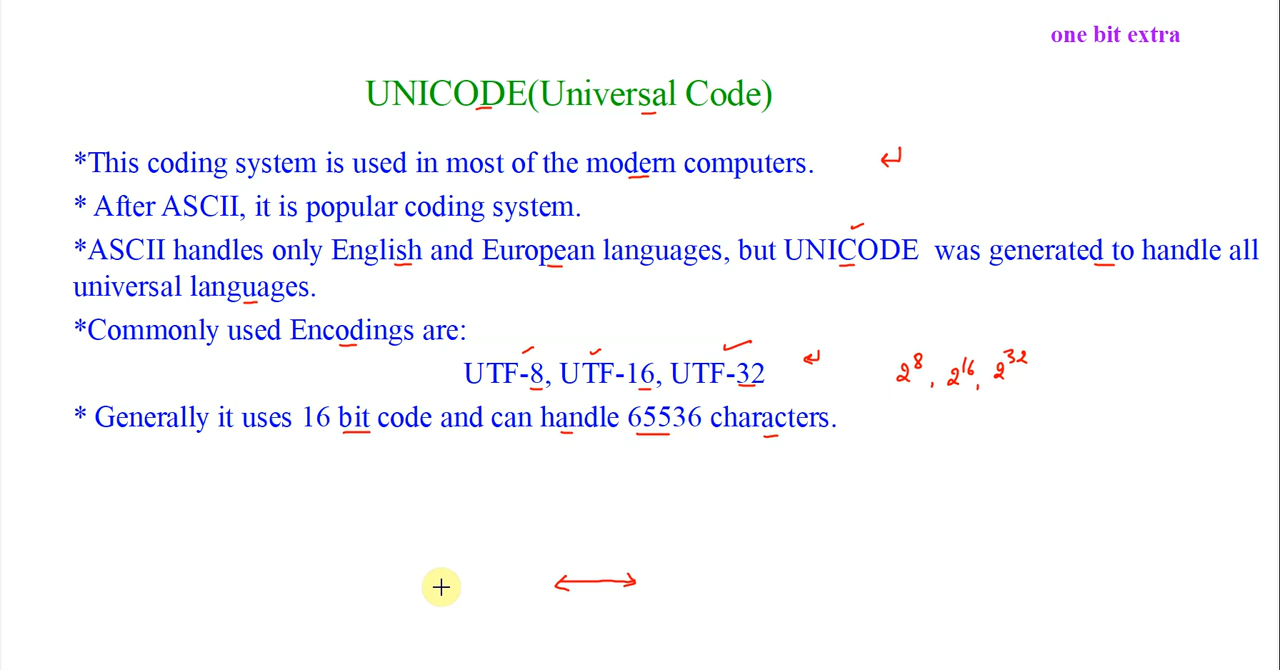 one bit extra
UNICODE(Universal Code)
*This coding system is used in most of the modern computers.
* After ASCII, it is popular coding system.
*ASCII handles only English and European languages, but UNICODE was generated to handle all
universal languages.
*Commonly used Encodings are:
UTF-8, UTF-16, UTF-32
2⁸, 2¹⁶, 2³²
* Generally it uses 16 bit code and can handle 65536 characters.